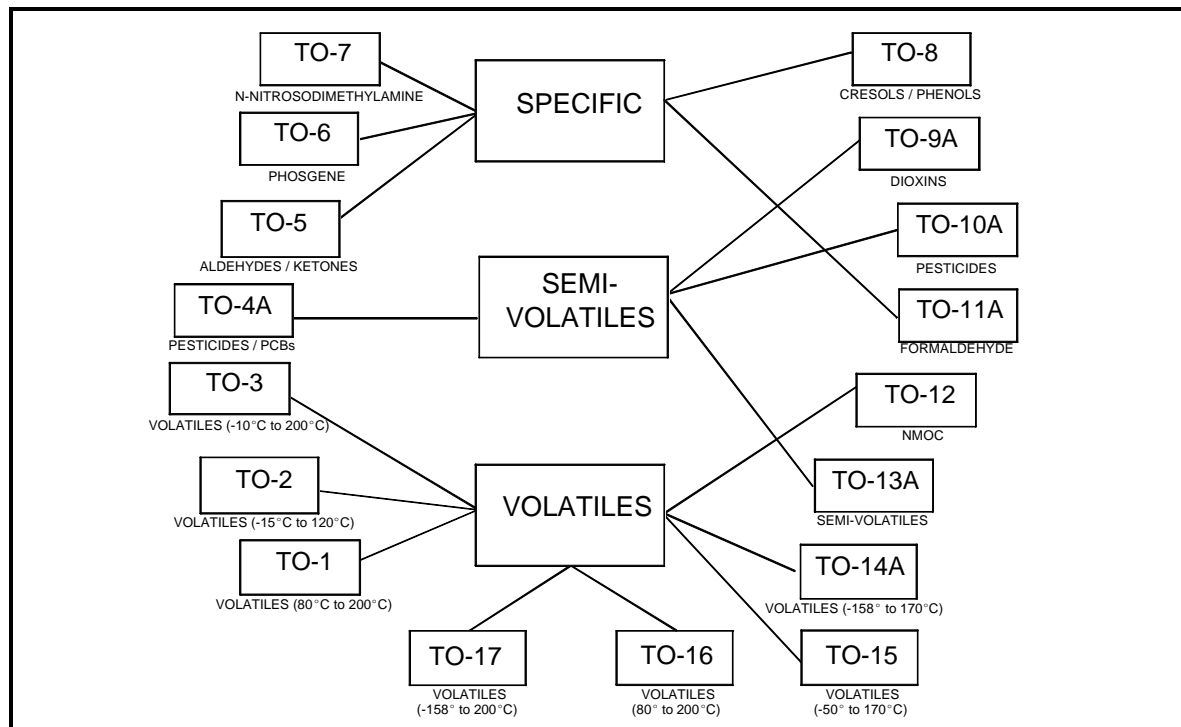 TO-7
N-NITROSODIMETHYLAMINE
TO-6
PHOSGENE
TO-5
ALDEHYDES / KETONES
TO-4A
PESTICIDES / PCBs
TO-3
VOLATILES (-10°C to 200°C)
TO-2
VOLATILES (-15°C to 120°C)
TO-1
VOLATILES (80°C to 200°C)
SPECIFIC
SEMI-
VOLATILES
VOLATILES
TO-17
VOLATILES
(-158° to 200°C)
TO-16
VOLATILES
(80° to 200°C)
TO-8
CRESOLS / PHENOLS
TO-9A
DIOXINS
TO-10A
PESTICIDES
TO-11A
FORMALDEHYDE
TO-12
NMOC
TO-13A
SEMI-VOLATILES
TO-14A
VOLATILES (-158° to 170°C)
TO-15
VOLATILES
(-50° to 170°C)